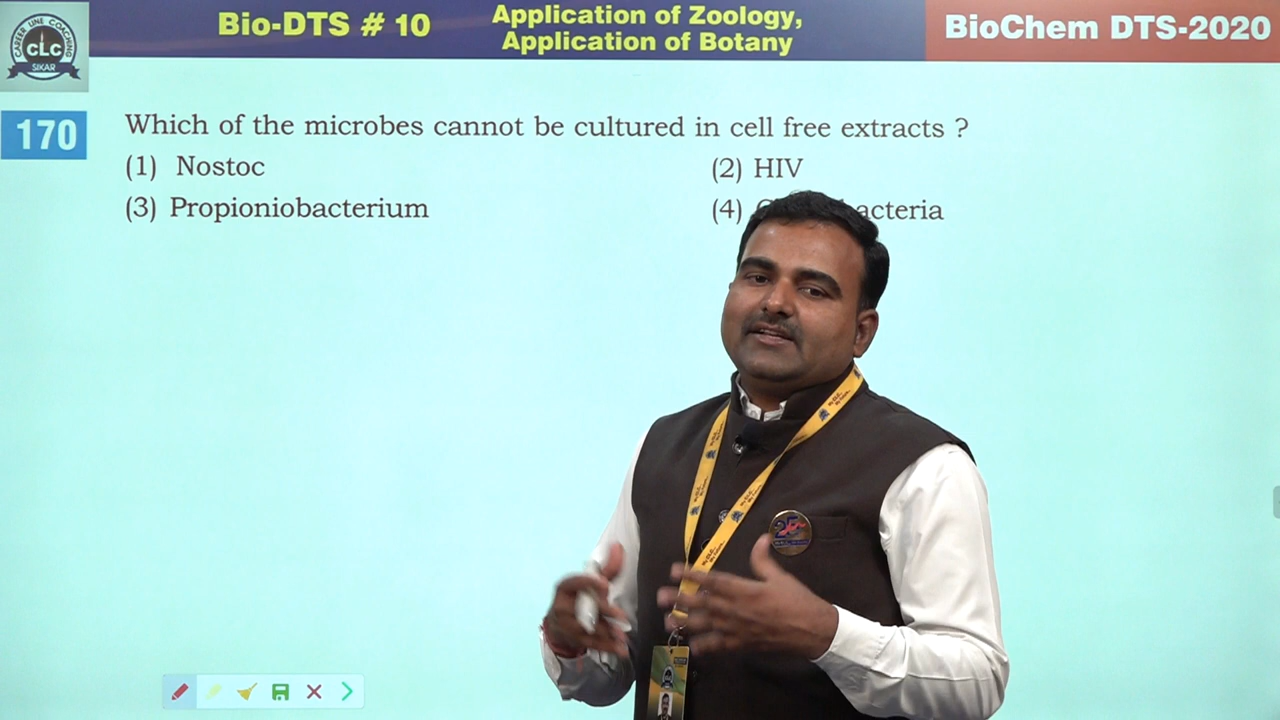 Bio-DTS # 10
Application of Zoology,
Application of Botany
BioChem DTS-2020
CAREER LINE COACHING
CLC
SIKAR
170 Which of the microbes cannot be cultured in cell free extracts ?
(1) Nostoc (2) HIV
(3) Propioniobacterium (4)
25